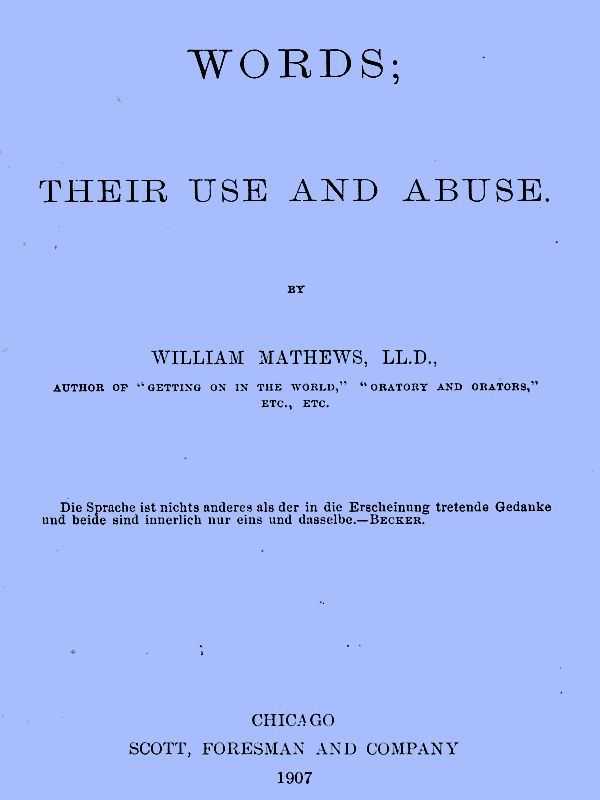 WORDS;
THEIR USE AND ABUSE.
BY
WILLIAM MATHEWS, LL.D.,
AUTHOR OF "GETTING ON IN THE WORLD," "ORATORY AND ORATORS,"
ETC., ETC.
Die Sprache ist nichts anderes als der in die Erscheinung tretende Gedanke
und beide sind innerlich nur eins und dasselbe.—BECKER.
CHICAGO
SCOTT, FORESMAN AND COMPANY
1907